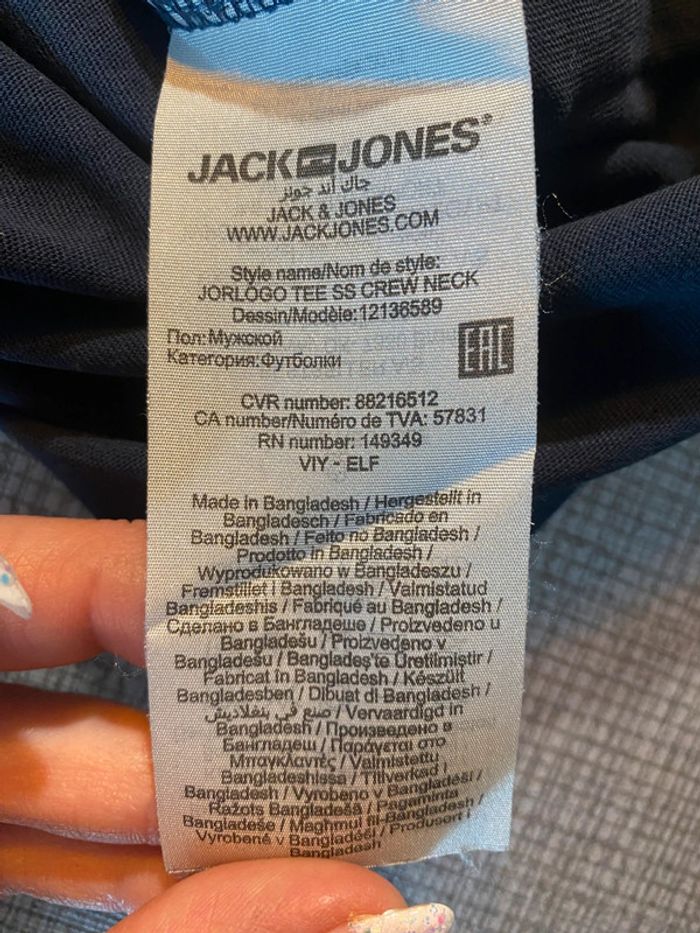 JACK JONES®
جاك أند جونز
JACK & JONES
WWW.JACKJONES.COM
Style name/Nom de style:
JORLOGO TEE SS CREW NECK
Dessin/Modèle:12136589
Пол:Мужской
Категория:Футболки
EAC
CVR number: 88216512
CA number/Numéro de TVA: 57831
RN number: 149349
VIY - ELF
Made in Bangladesh / Hergestellt in
Bangladesch / Fabricado en
Bangladesh / Feito no Bangladesh /
Prodotto in Bangladesh /
Wyprodukowano w Bangladeszu /
Fremstillet i Bangladesh / Valmistatud
Bangladeshis / Fabriqué au Bangladesh /
Сделано в Бангладеше / Proizvedeno u
Bangladešu / Proizvedeno v
Bangladešu / Bangladeş'te Üretilmiştir /
Fabricat în Bangladesh / Készült
Bangladesben / Dibuat di Bangladesh /
صنع في بنغلاديش / Vervaardigd in
Bangladesh / Произведено в
Бангладеш / Παράγεται στο
Μπαγκλαντές / Valmistettu
Bangladeshissa / Tillverkad i
Bangladesh / Vyrobeno v Bangladéši /
Ražots Bangladešā / Pagaminta
Bangladeše / Maghmul fil-Bangladesh /
Vyrobené v Bangladéši / Produsert i
Bangladesh